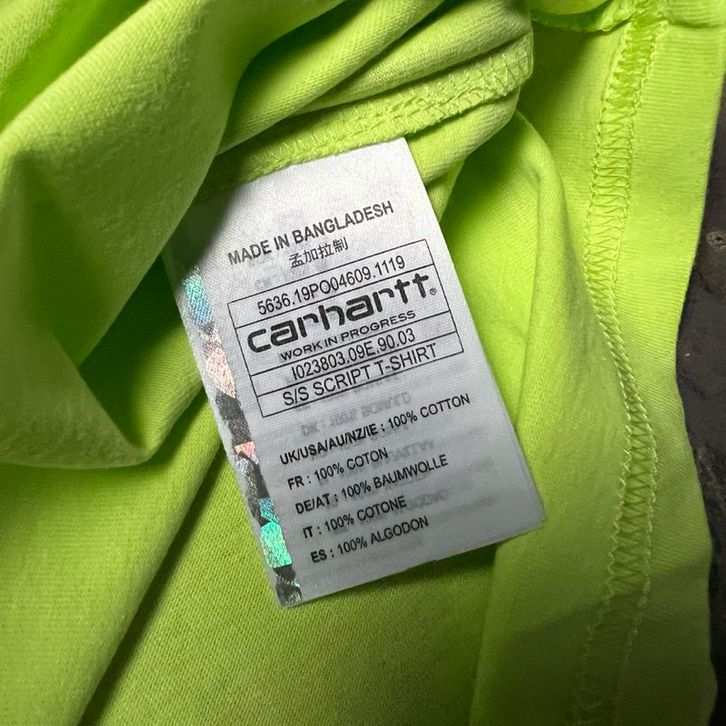 MADE IN BANGLADESH
孟加拉制
5636.19PO04609.1119
carhartt®
WORK IN PROGRESS
I023803.09E.90.03
S/S SCRIPT T-SHIRT
UK/USA/AU/NZ/IE : 100% COTTON
FR : 100% COTON
DE/AT : 100% BAUMWOLLE
IT : 100% COTONE
ES : 100% ALGODON